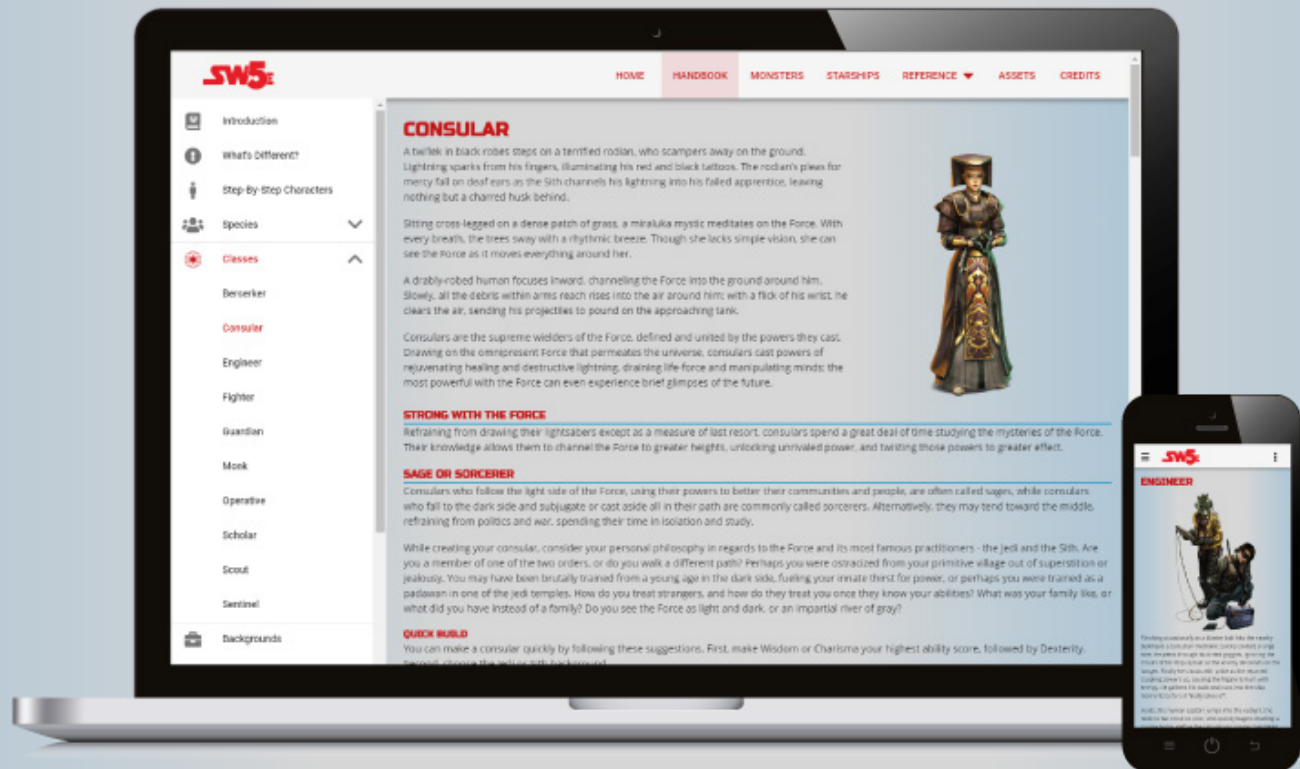 SW5E
HOME HANDBOOK MONSTERS STARSHIPS REFERENCE ASSETS CREDITS
Introduction
What's Different?
Step-By-Step Characters
Species
Classes
Berserker
Consular
Engineer
Fighter
Guardian
Monk
Operative
Scholar
Scout
Sentinel
Backgrounds
CONSULAR
A twi'lek in black robes steps on a terrified rodian, who scampers away on the ground.
Lightning sparks from his fingers, illuminating his red and black tattoos. The rodian's pleas for
mercy fall on deaf ears as the Sith channels his lightning into his failed apprentice, leaving
nothing but a charred husk behind.
Sitting cross-legged on a dense patch of grass, a miraluka mystic meditates on the Force. With
every breath, the trees sway with a rhythmic breeze. Though she lacks simple vision, she can
see the Force as it moves everything around her.
A drably-robed human focuses inward, channeling the Force into the ground around him.
Slowly, all the debris within arms reach rises into the air around him; with a flick of his wrist, he
clears the air, sending his projectiles to pound on the approaching tank.
Consulars are the supreme wielders of the Force, defined and united by the powers they cast.
Drawing on the omnipresent Force that permeates the universe, consulars cast powers of
rejuvenating healing and destructive lightning, draining life-force and manipulating minds; the
most powerful with the Force can even experience brief glimpses of the future.
STRONG WITH THE FORCE
Refraining from drawing their lightsabers except as a measure of last resort, consulars spend a great deal of time studying the mysteries of the Force.
Their knowledge allows them to channel the Force to greater heights, unlocking unrivaled power, and twisting those powers to greater effect.
SAGE OR SORCERER
Consulars who follow the light side of the Force, using their powers to better their communities and people, are often called sages, while consulars
who fall to the dark side and subjugate or cast aside all in their path are commonly called sorcerers. Alternatively, they may tend toward the middle,
refraining from politics and war, spending their time in isolation and study.
While creating your consular, consider your personal philosophy in regards to the Force and its most famous practitioners - the Jedi and the Sith. Are
you a member of one of the two orders, or do you walk a different path? Perhaps you were ostracized from your primitive village out of superstition or
jealousy. You may have been brutally trained from a young age in the dark side, fueling your innate thirst for power, or perhaps you were trained as a
padawan in one of the Jedi temples. How do you treat strangers, and how do they treat you once they know your abilities? What was your family like, or
what did you have instead of a family? Do you see the Force as light and dark, or an impartial river of gray?
QUICK BUILD
You can make a consular quickly by following these suggestions. First, make Wisdom or Charisma your highest ability score, followed by Dexterity.
Second, choose the Jedi or Sith background.
SW5E
ENGINEER